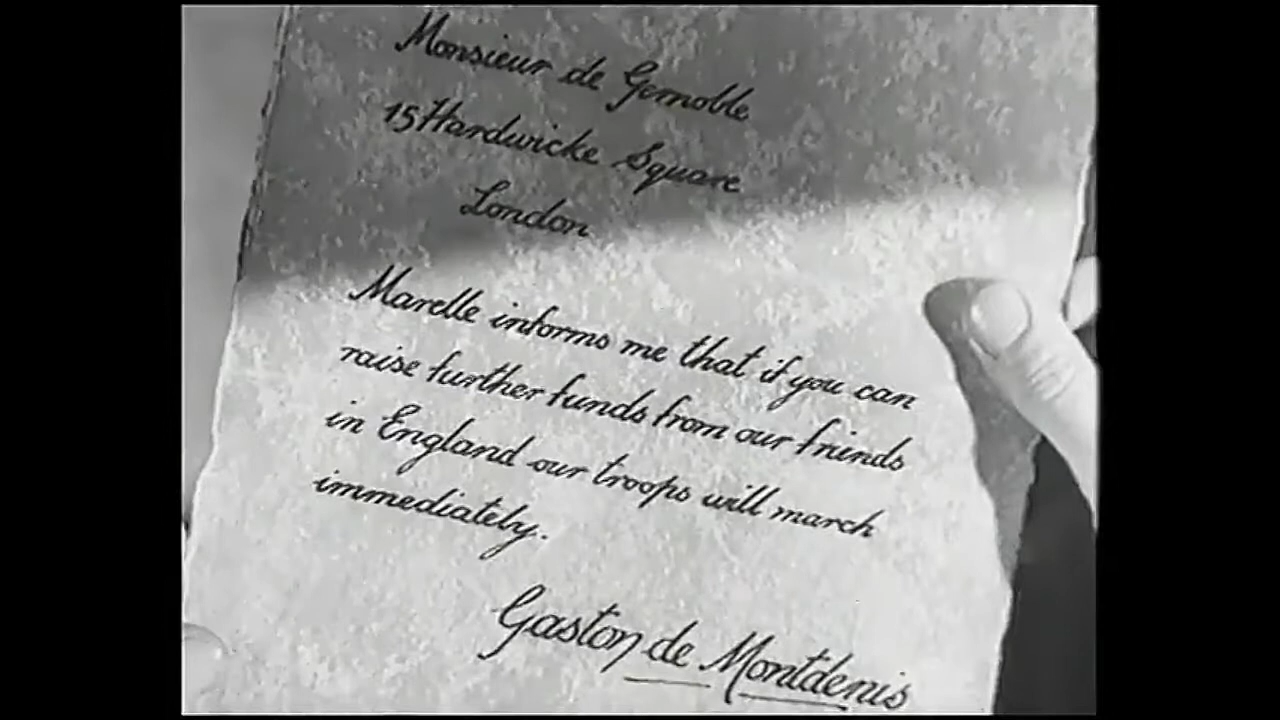 Monsieur de Gernoble
15 Hardwicke Square
London
Marelle informs me that if you can
raise further funds from our friends
in England our troops will march
immediately.
Gaston de Montdenis